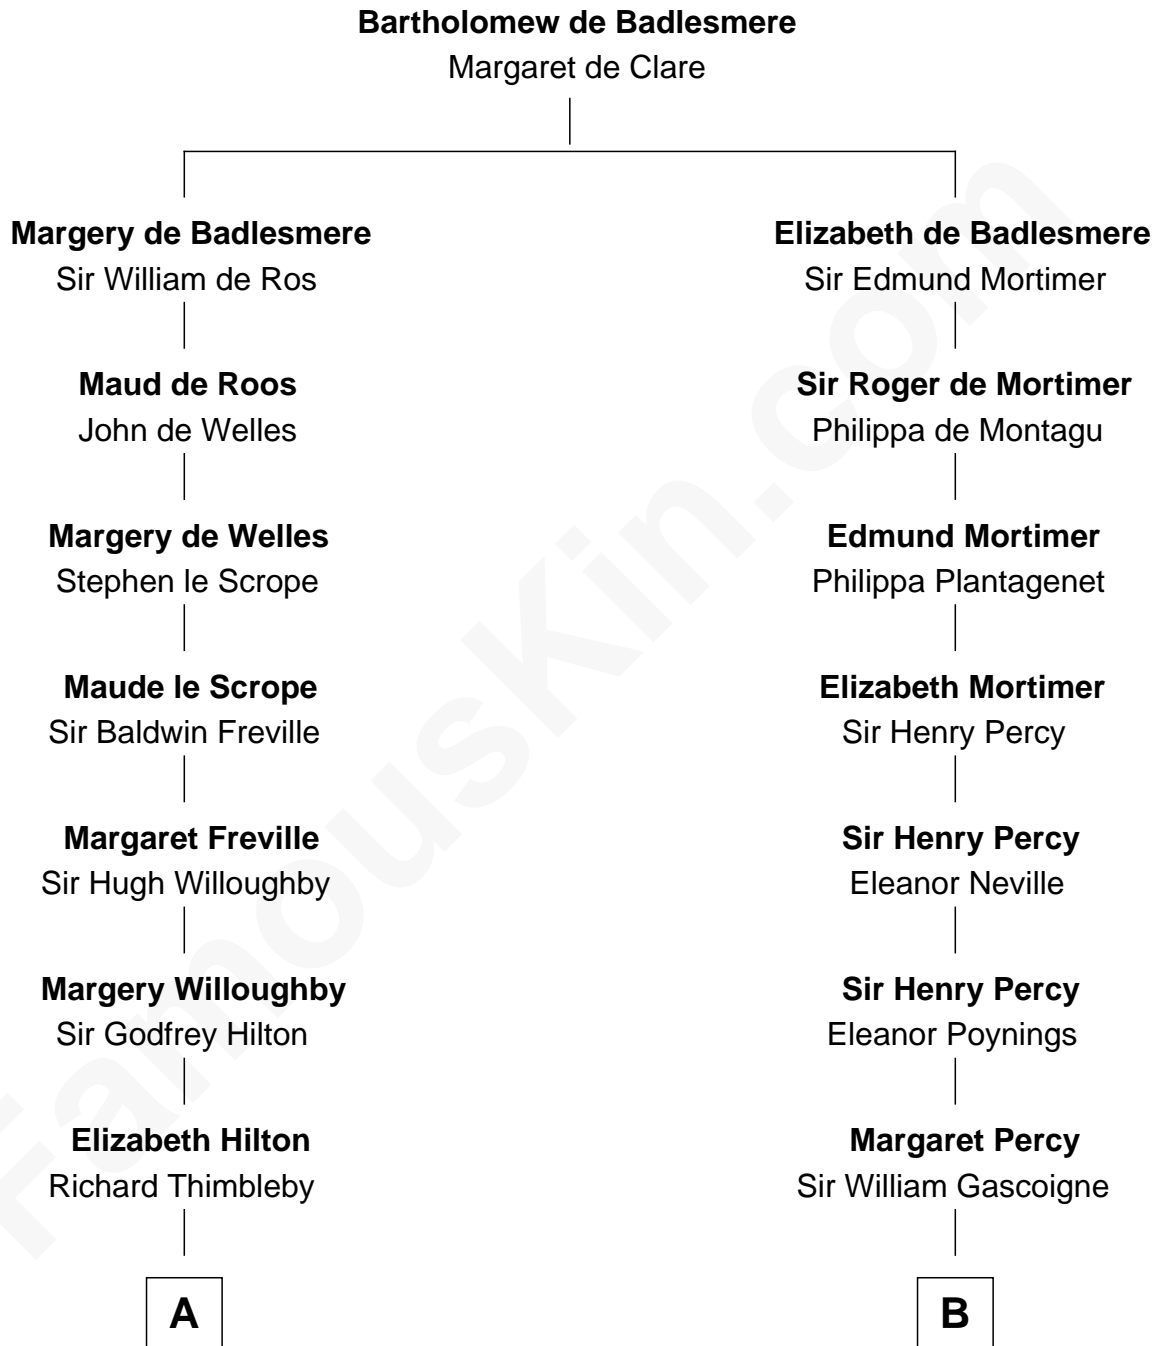 Bartholomew de Badlesmere
Margaret de Clare
Margery de Badlesmere
Sir William de Ros
Elizabeth de Badlesmere
Sir Edmund Mortimer
Maud de Roos
John de Welles
Sir Roger de Mortimer
Philippa de Montagu
Margery de Welles
Stephen le Scrope
Edmund Mortimer
Philippa Plantagenet
Maude le Scrope
Sir Baldwin Freville
Elizabeth Mortimer
Sir Henry Percy
Margaret Freville
Sir Hugh Willoughby
Sir Henry Percy
Eleanor Neville
Margery Willoughby
Sir Godfrey Hilton
Sir Henry Percy
Eleanor Poynings
Elizabeth Hilton
Richard Thimbleby
Margaret Percy
Sir William Gascoigne
A
B
FamousKin.com